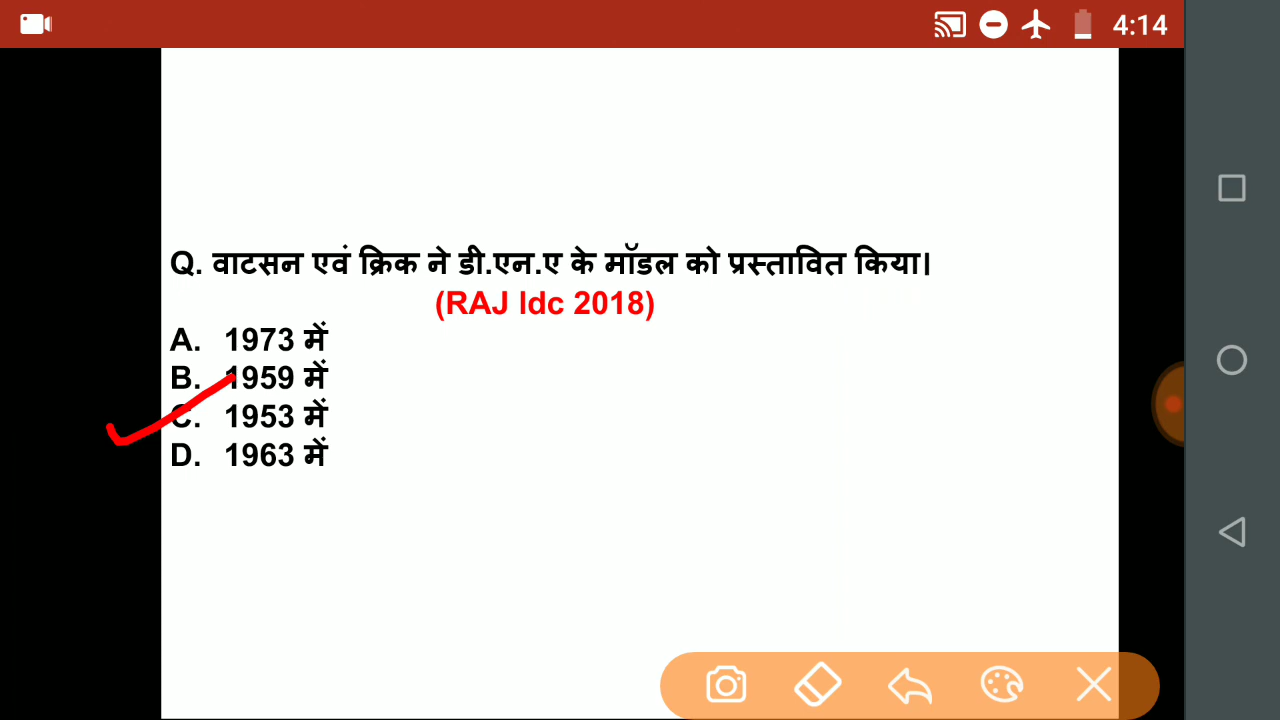 4:14
Q. वाटसन एवं क्रिक ने डी.एन.ए के मॉडल को प्रस्तावित किया।
(RAJ ldc 2018)
A. 1973 में
B. 1959 में
C. 1953 में
D. 1963 में